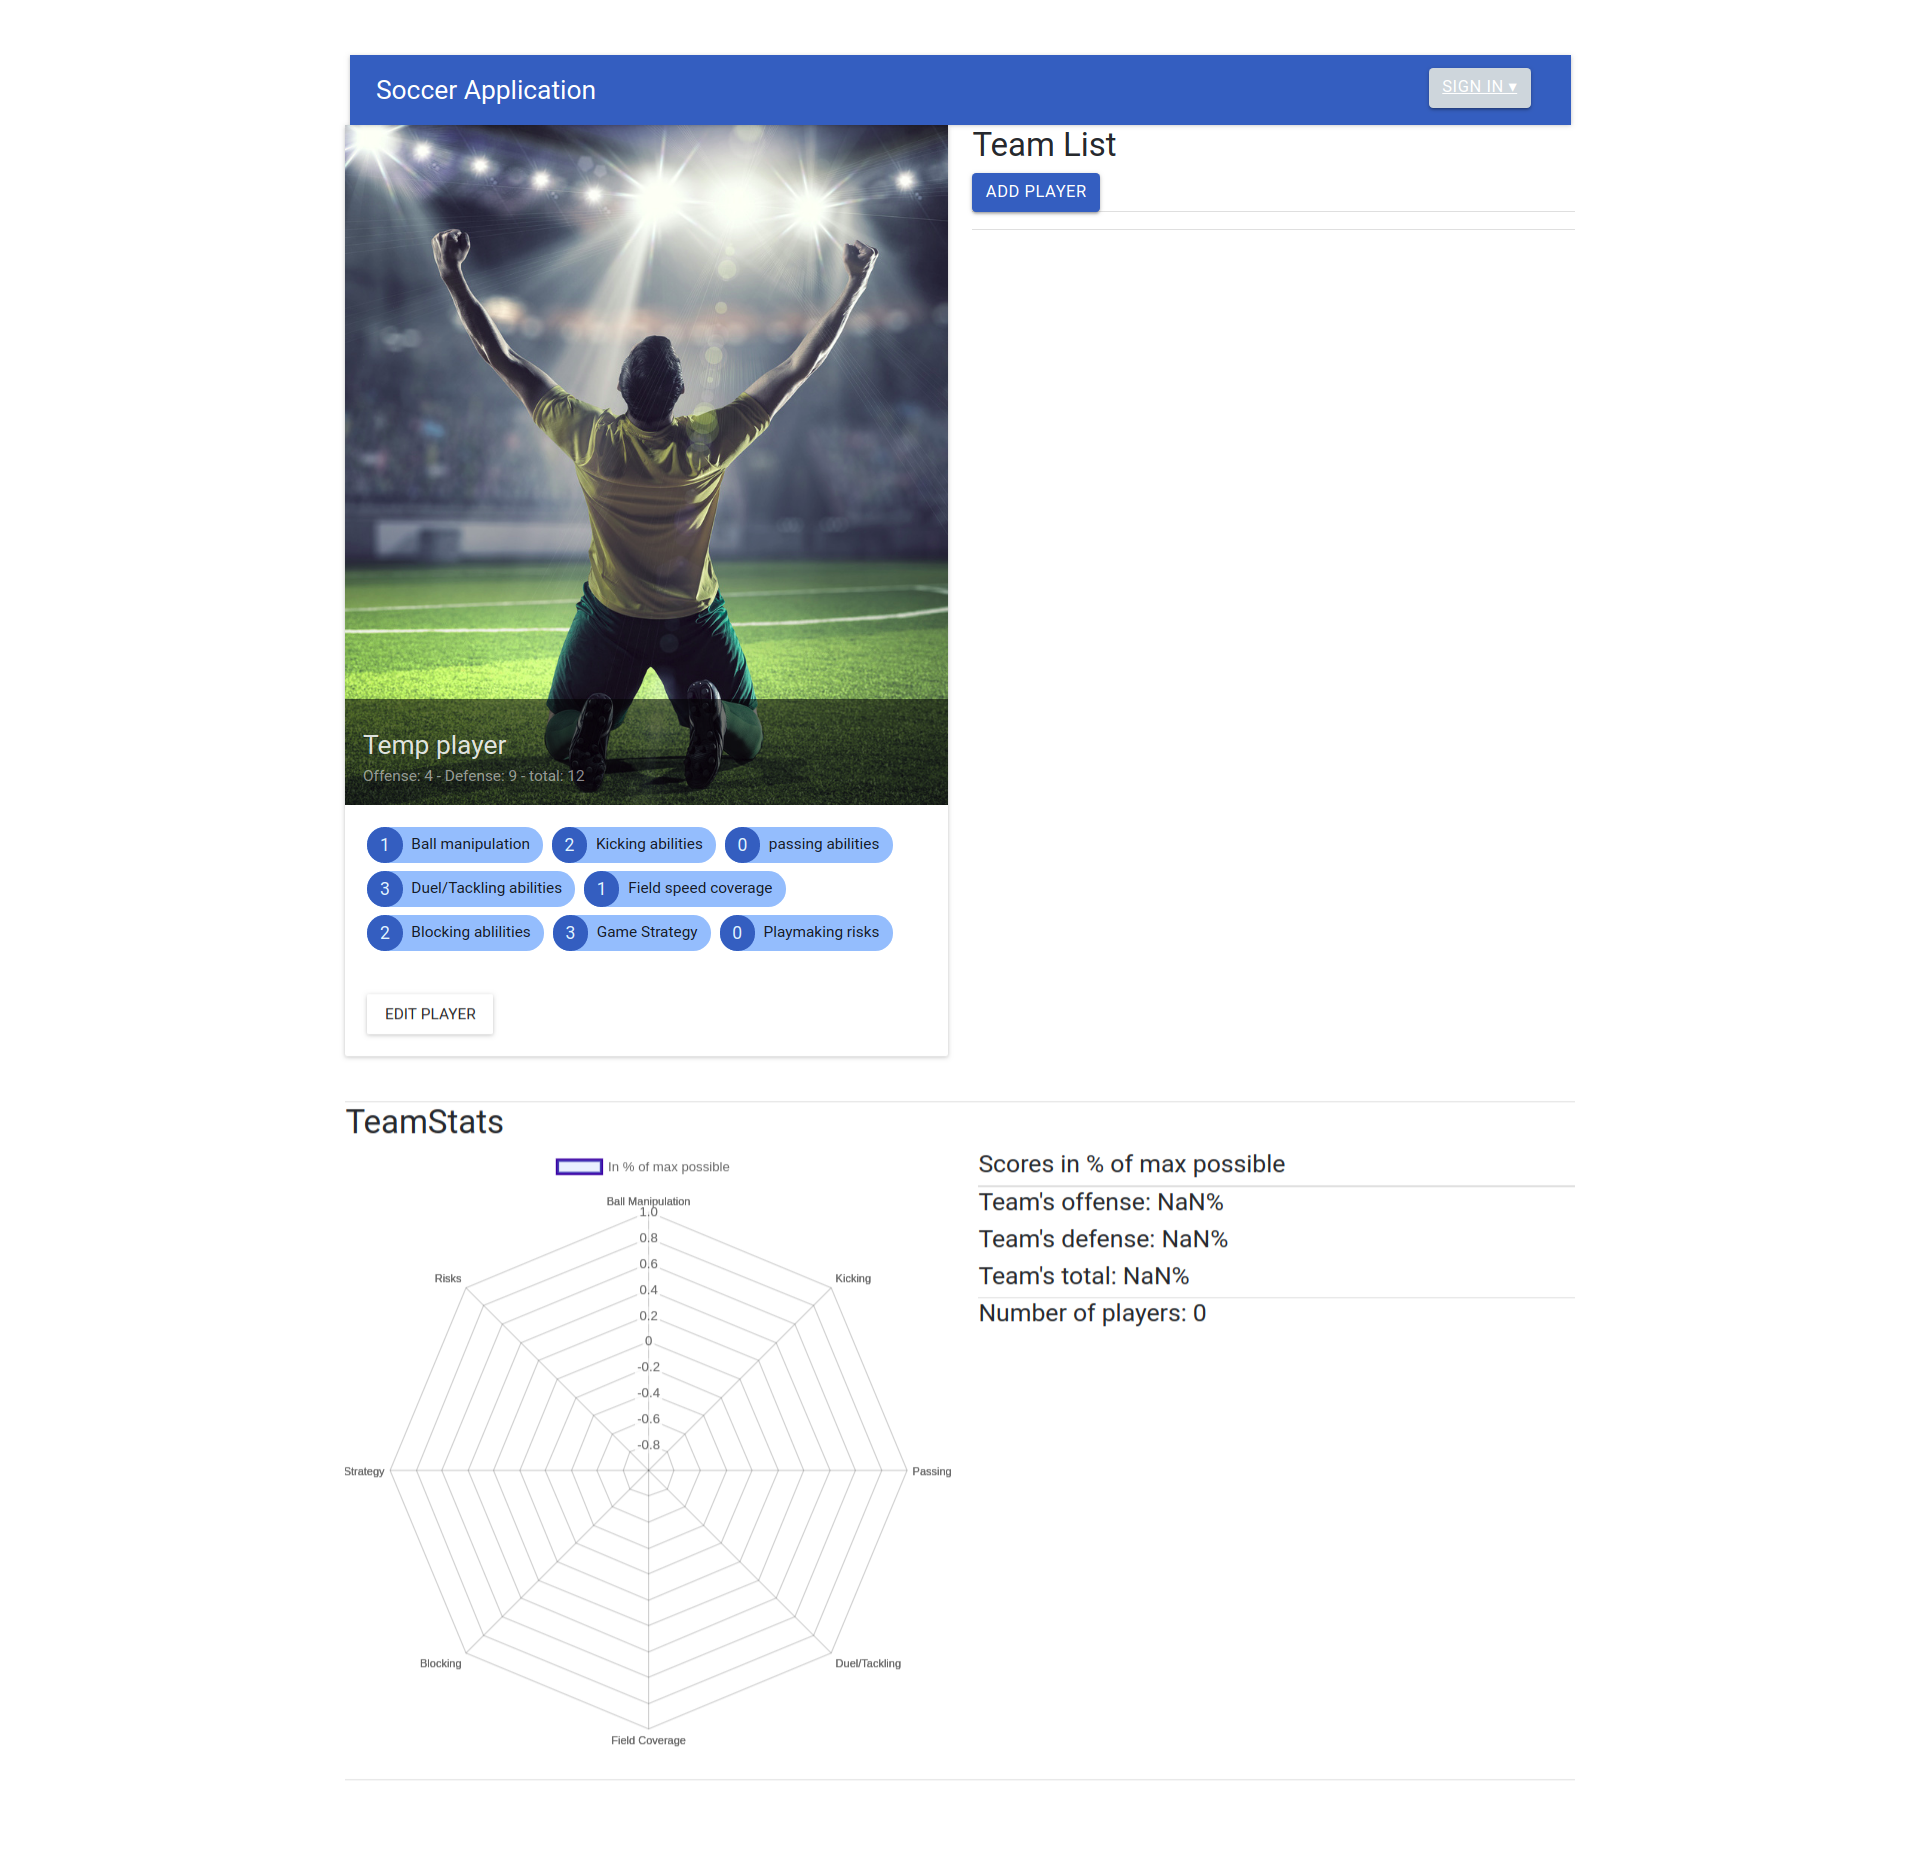 Soccer Application
SIGN IN ▾
Team List
ADD PLAYER
Temp player
Offense: 4 - Defense: 9 - total: 12
1 Ball manipulation 2 Kicking abilities 0 passing abilities
3 Duel/Tackling abilities 1 Field speed coverage
2 Blocking ablilities 3 Game Strategy 0 Playmaking risks
EDIT PLAYER
TeamStats
In % of max possible
Ball Manipulation
1.0
0.8
0.6
0.4
0.2
0
-0.2
-0.4
-0.6
-0.8
Risks
Kicking
Strategy
Passing
Blocking
Duel/Tackling
Field Coverage
Scores in % of max possible
Team's offense: NaN%
Team's defense: NaN%
Team's total: NaN%
Number of players: 0